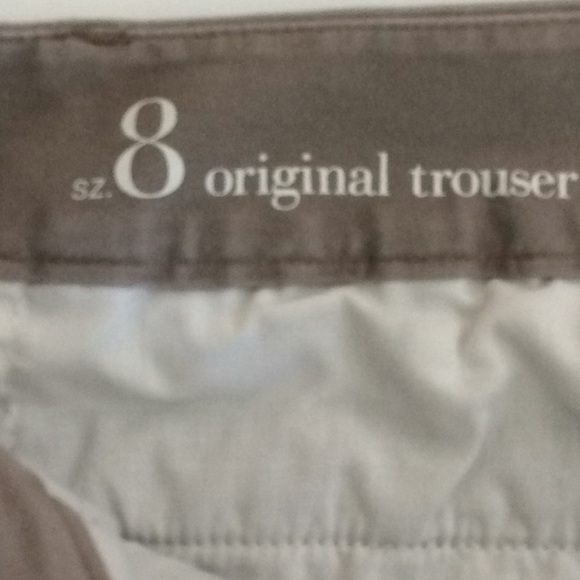 sz. 8 original trouser